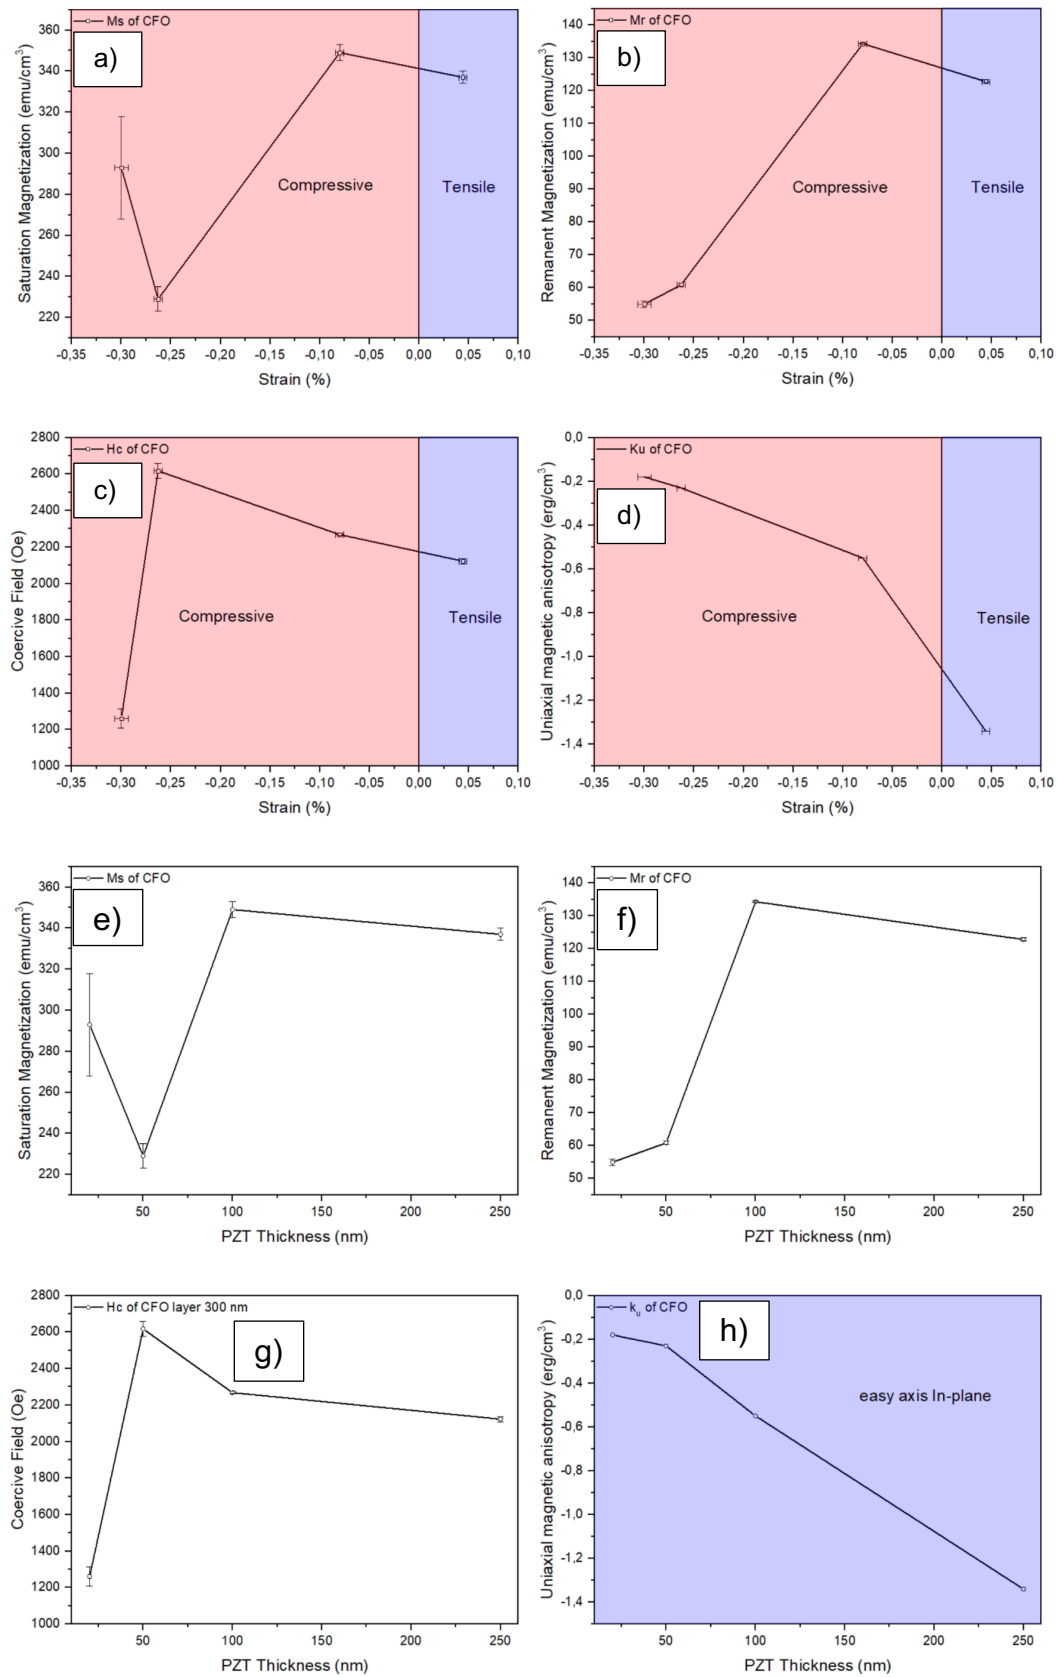 Ms of CFO
a)
Compressive
Tensile
Saturation Magnetization (emu/cm³)
360
340
320
300
280
260
240
220
-0,35 -0,30 -0,25 -0,20 -0,15 -0,10 -0,05 0,00 0,05 0,10
Strain (%)
Mr of CFO
b)
Compressive
Tensile
Remanent Magnetization (emu/cm³)
140
130
120
110
100
90
80
70
60
50
-0,35 -0,30 -0,25 -0,20 -0,15 -0,10 -0,05 0,00 0,05 0,10
Strain (%)
Hc of CFO
c)
Compressive
Tensile
Coercive Field (Oe)
2800
2600
2400
2200
2000
1800
1600
1400
1200
1000
-0,35 -0,30 -0,25 -0,20 -0,15 -0,10 -0,05 0,00 0,05 0,10
Strain (%)
Ku of CFO
d)
Compressive
Tensile
Uniaxial magnetic anisotropy (erg/cm³)
0,0
-0,2
-0,4
-0,6
-0,8
-1,0
-1,2
-1,4
-0,35 -0,30 -0,25 -0,20 -0,15 -0,10 -0,05 0,00 0,05 0,10
Strain (%)
Ms of CFO
e)
Saturation Magnetization (emu/cm³)
360
340
320
300
280
260
240
220
50 100 150 200 250
PZT Thickness (nm)
Mr of CFO
f)
Remanent Magnetization (emu/cm³)
140
130
120
110
100
90
80
70
60
50
50 100 150 200 250
PZT Thickness (nm)
Hc of CFO layer 300 nm
g)
Coercive Field (Oe)
2800
2600
2400
2200
2000
1800
1600
1400
1200
1000
50 100 150 200 250
PZT Thickness (nm)
kᵤ of CFO
h)
easy axis In-plane
Uniaxial magnetic anisotropy (erg/cm³)
0,0
-0,2
-0,4
-0,6
-0,8
-1,0
-1,2
-1,4
50 100 150 200 250
PZT Thickness (nm)